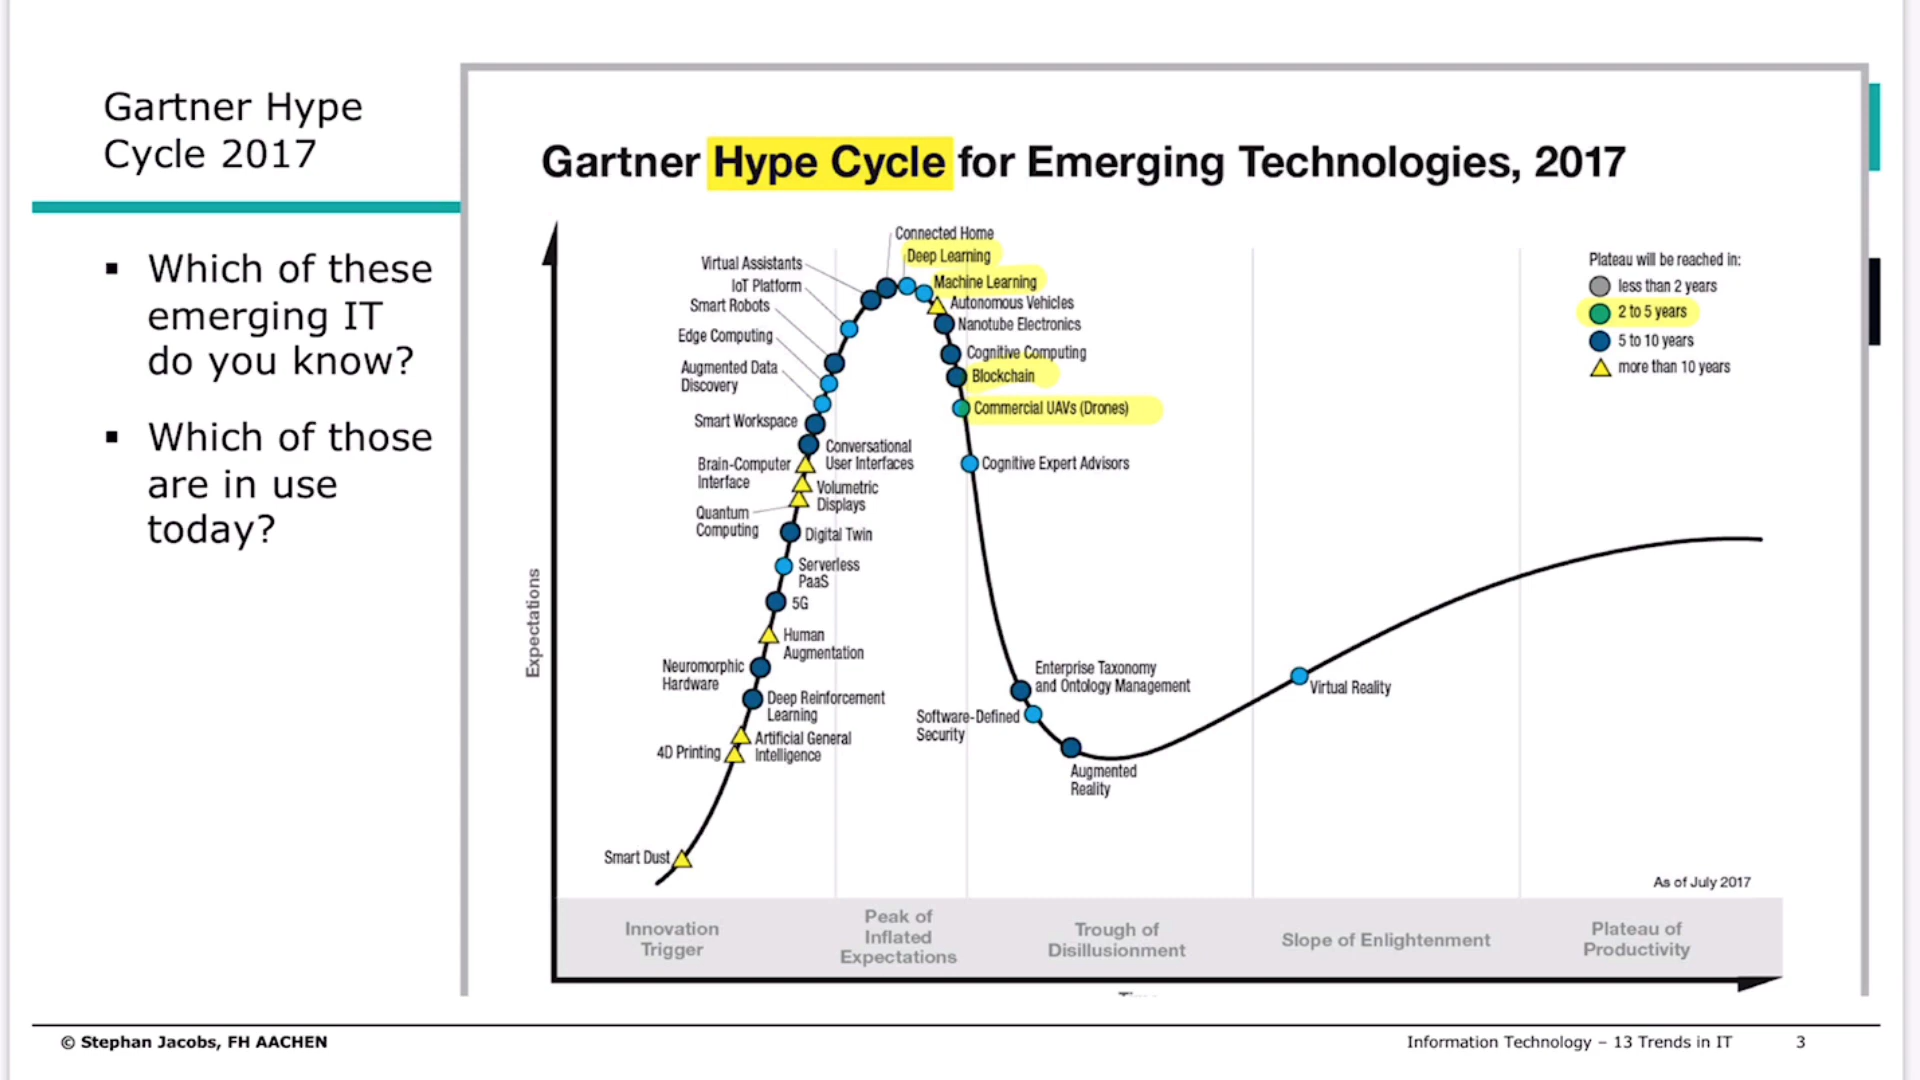 Gartner Hype
Cycle 2017
▪ Which of these
emerging IT
do you know?
▪ Which of those
are in use
today?
Gartner Hype Cycle for Emerging Technologies, 2017
Expectations
Connected Home
Deep Learning
Virtual Assistants
Machine Learning
IoT Platform
Autonomous Vehicles
Smart Robots
Nanotube Electronics
Edge Computing
Cognitive Computing
Augmented Data
Discovery
Blockchain
Commercial UAVs (Drones)
Smart Workspace
Conversational
User Interfaces
Brain-Computer
Interface
Cognitive Expert Advisors
Volumetric
Displays
Quantum
Computing
Digital Twin
Serverless
PaaS
5G
Human
Augmentation
Neuromorphic
Hardware
Deep Reinforcement
Learning
Artificial General
Intelligence
4D Printing
Smart Dust
Enterprise Taxonomy
and Ontology Management
Software-Defined
Security
Augmented
Reality
Virtual Reality
Plateau will be reached in:
less than 2 years
2 to 5 years
5 to 10 years
more than 10 years
As of July 2017
Innovation
Trigger
Peak of
Inflated
Expectations
Trough of
Disillusionment
Slope of Enlightenment
Plateau of
Productivity
© Stephan Jacobs, FH AACHEN
Information Technology – 13 Trends in IT
3